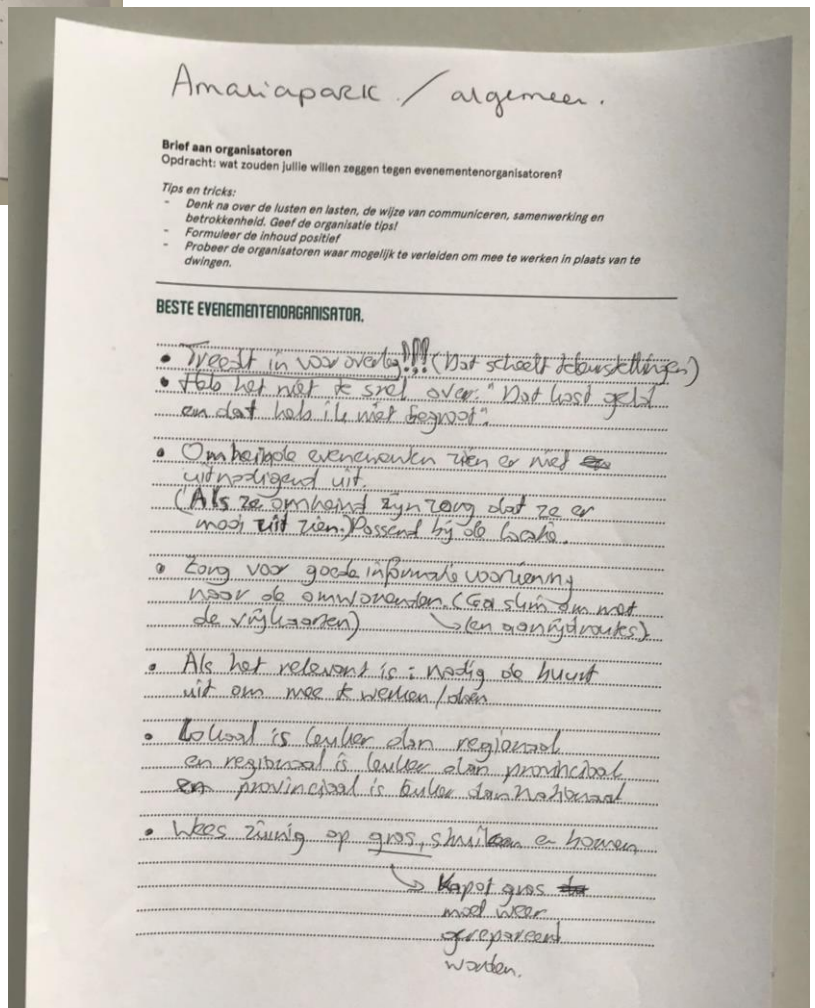 Amaliapark / algemeen.
Brief aan organisatoren
Opdracht: wat zouden jullie willen zeggen tegen evenementenorganisatoren?
Tips en tricks:
- Denk na over de lusten en lasten, de wijze van communiceren, samenwerking en
betrokkenheid. Geef de organisatie tips!
- Formuleer de inhoud positief
- Probeer de organisatoren waar mogelijk te verleiden om mee te werken in plaats van te
dwingen.
BESTE EVENEMENTENORGANISATOR,
• Treedt in vooroverleg!!! (Dat scheelt teleurstellingen)
• Heb het niet te snel over "Dat kost geld
en dat heb ik niet begroot".
• Omheinde evenementen zien er niet
uitnodigend uit.
(Als ze omheind zijn zorg dat ze er
mooi uit zien.) Passend bij de locatie.
• Zorg voor goede informatie voorziening
naar de omwonenden. (Ga slim om met
de vrijkaarten) (en aanrijdroutes)
• Als het relevant is: nodig de buurt
uit om mee te werken / doen
• Lokaal is leuker dan regionaal
en regionaal is leuker dan provinciaal
en provinciaal is leuker dan nationaal
• Wees zuinig op gras, struiken en bomen
Kapot gras
moet weer
gerepareerd
worden.